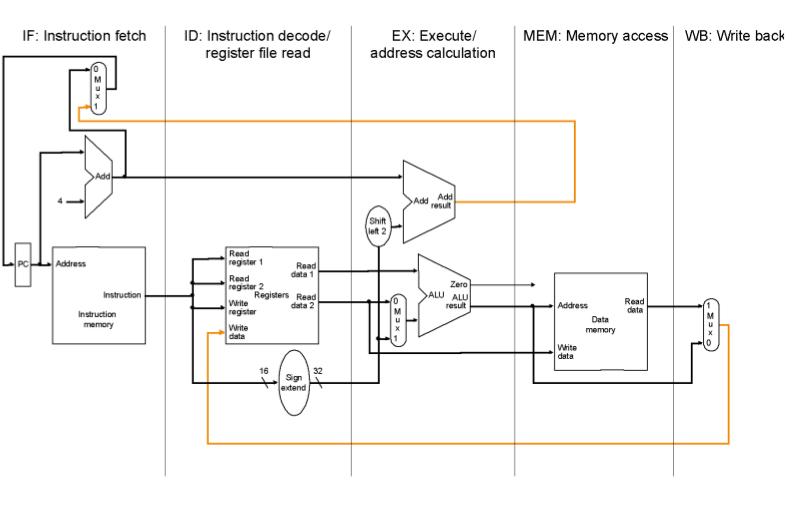 IF: Instruction fetch
ID: Instruction decode/
register file read
EX: Execute/
address calculation
MEM: Memory access
WB: Write back
0
M
u
x
1
Add
4
PC
Address
Instruction
Instruction
memory
Read
register 1
Read
register 2
Write
register
Write
data
Registers
Read
data 1
Read
data 2
16
Sign
extend
32
Shift
left 2
Add
Add
result
0
M
u
x
1
Zero
ALU
ALU
result
Address
Read
data
Data
memory
Write
data
1
M
u
x
0